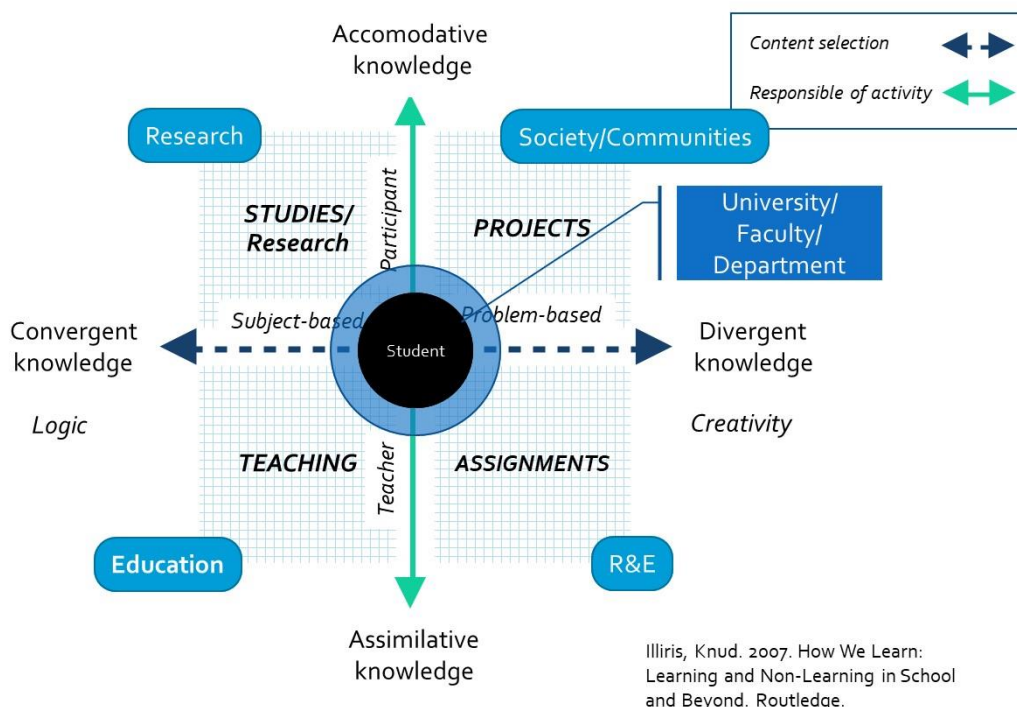 Accomodative
knowledge
Content selection
Responsible of activity
Research
Society/Communities
STUDIES/
Research
Participant
PROJECTS
University/
Faculty/
Department
Subject-based
Problem-based
Convergent
knowledge
Student
Divergent
knowledge
Logic
Creativity
TEACHING
Teacher
ASSIGNMENTS
Education
R&E
Assimilative
knowledge
Illiris, Knud. 2007. How We Learn:
Learning and Non-Learning in School
and Beyond. Routledge.